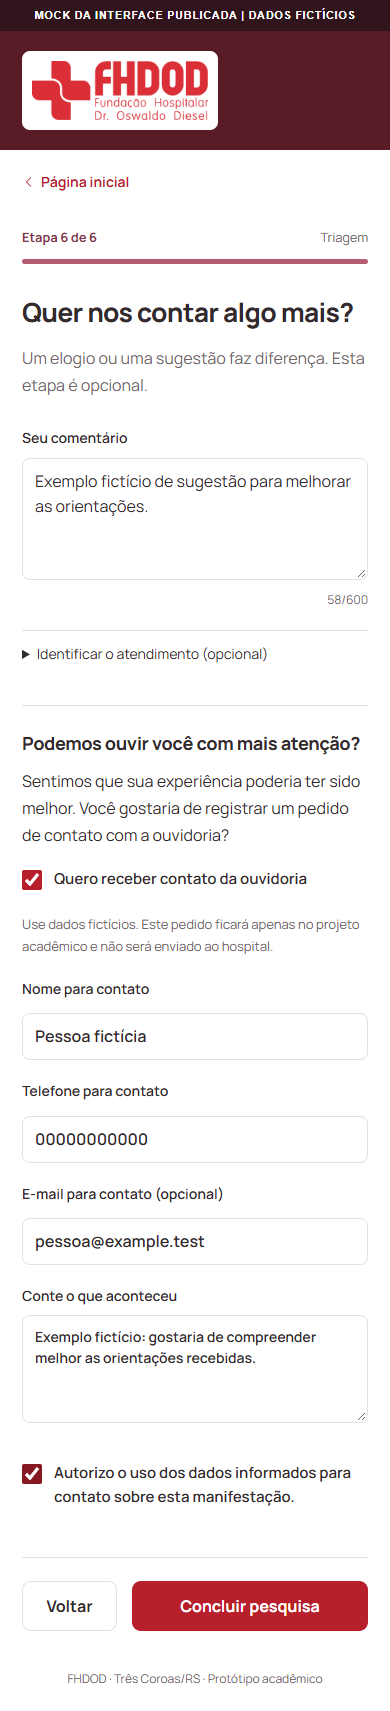 MOCK DA INTERFACE PUBLICADA | DADOS FICTÍCIOS
FHDOD
Fundação Hospitalar
Dr. Oswaldo Diesel
Página inicial
Etapa 6 de 6
Triagem
Quer nos contar algo mais?
Um elogio ou uma sugestão faz diferença. Esta
etapa é opcional.
Seu comentário
Exemplo fictício de sugestão para melhorar
as orientações.
58/600
Identificar o atendimento (opcional)
Podemos ouvir você com mais atenção?
Sentimos que sua experiência poderia ter sido
melhor. Você gostaria de registrar um pedido
de contato com a ouvidoria?
Quero receber contato da ouvidoria
Use dados fictícios. Este pedido ficará apenas no projeto
acadêmico e não será enviado ao hospital.
Nome para contato
Pessoa fictícia
Telefone para contato
00000000000
E-mail para contato (opcional)
pessoa@example.test
Conte o que aconteceu
Exemplo fictício: gostaria de compreender
melhor as orientações recebidas.
Autorizo o uso dos dados informados para
contato sobre esta manifestação.
Voltar
Concluir pesquisa
FHDOD · Três Coroas/RS · Protótipo acadêmico